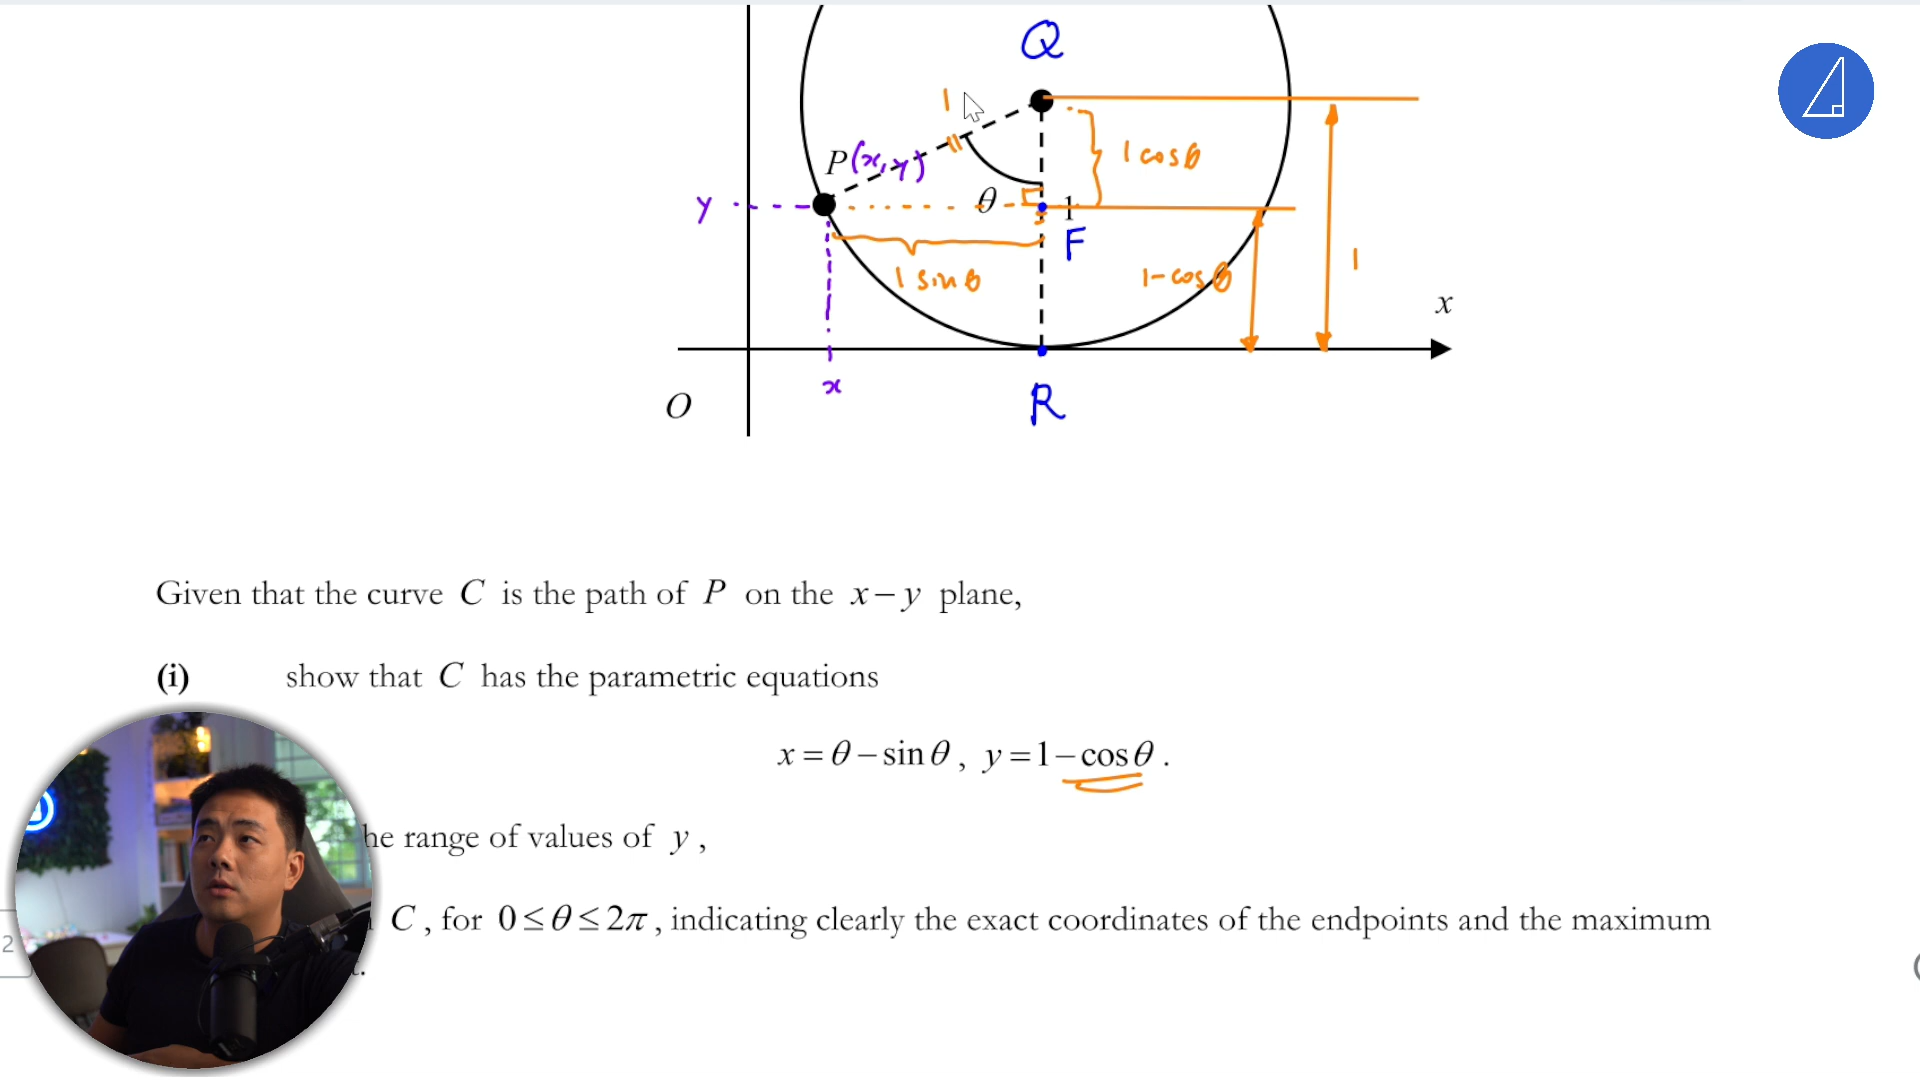 Q
1
1 cos θ
P(x, y)
y
θ
1
F
1 sin θ
1 - cos θ
1
x
x
O
R
Given that the curve C is the path of P on the x – y plane,
(i) show that C has the parametric equations
x = θ – sin θ, y = 1 – cos θ.
he range of values of y,
C, for 0 ≤ θ ≤ 2π, indicating clearly the exact coordinates of the endpoints and the maximum
2